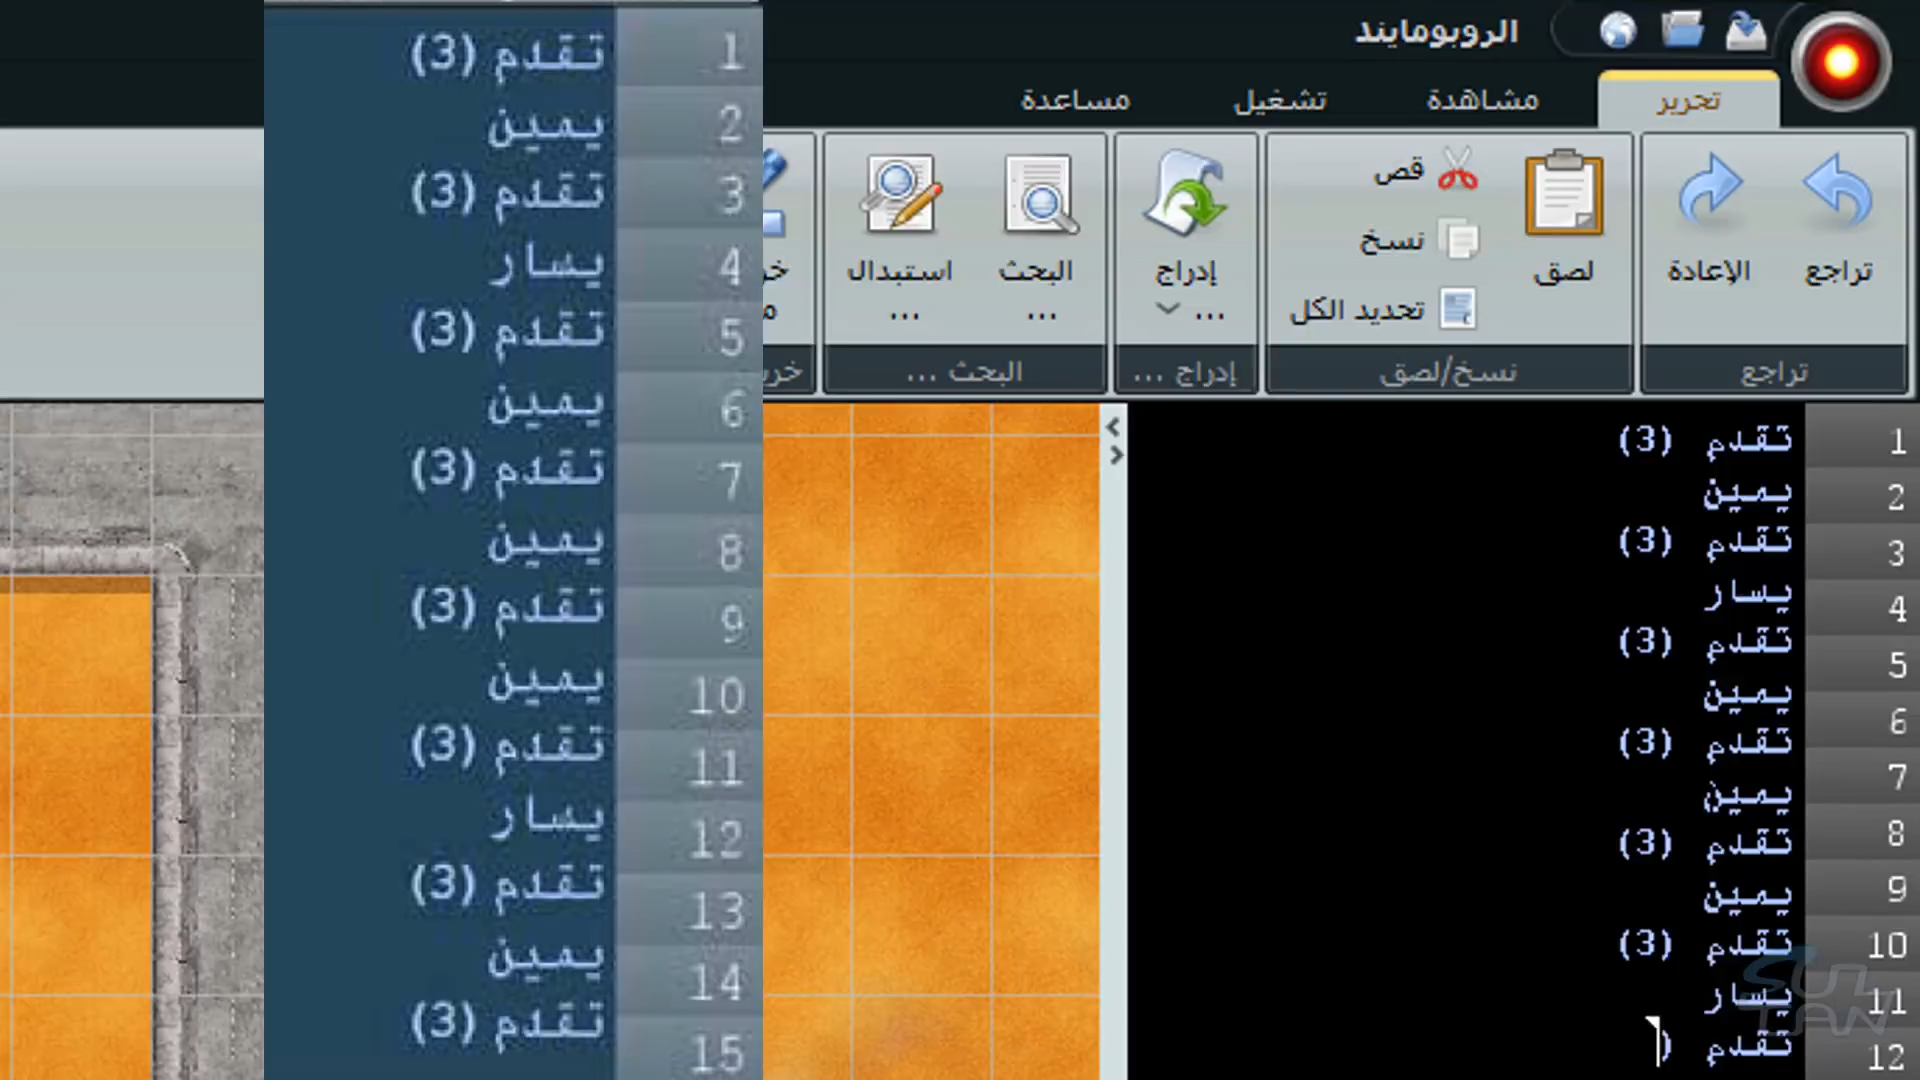 الروبومايند
تحرير مشاهدة تشغيل مساعدة
تراجع الإعادة
لصق
قص
نسخ
تحديد الكل
إدراج ...
البحث ...
استبدال ...
تراجع
نسخ/لصق
إدراج ...
البحث ...
1 تقدم (3)
2 يمين
3 تقدم (3)
4 يسار
تقدم (3)
5 يمين
6 تقدم (3)
7 يمين
8 تقدم (3)
9 يمين
10 تقدم (3)
11 يسار
12 تقدم (
1 تقدم (3)
2 يمين
3 تقدم (3)
4 يسار
5 تقدم (3)
6 يمين
7 تقدم (3)
8 يمين
9 تقدم (3)
10 يمين
11 تقدم (3)
12 يسار
13 تقدم (3)
14 يمين
15 تقدم (3)
SULTAN